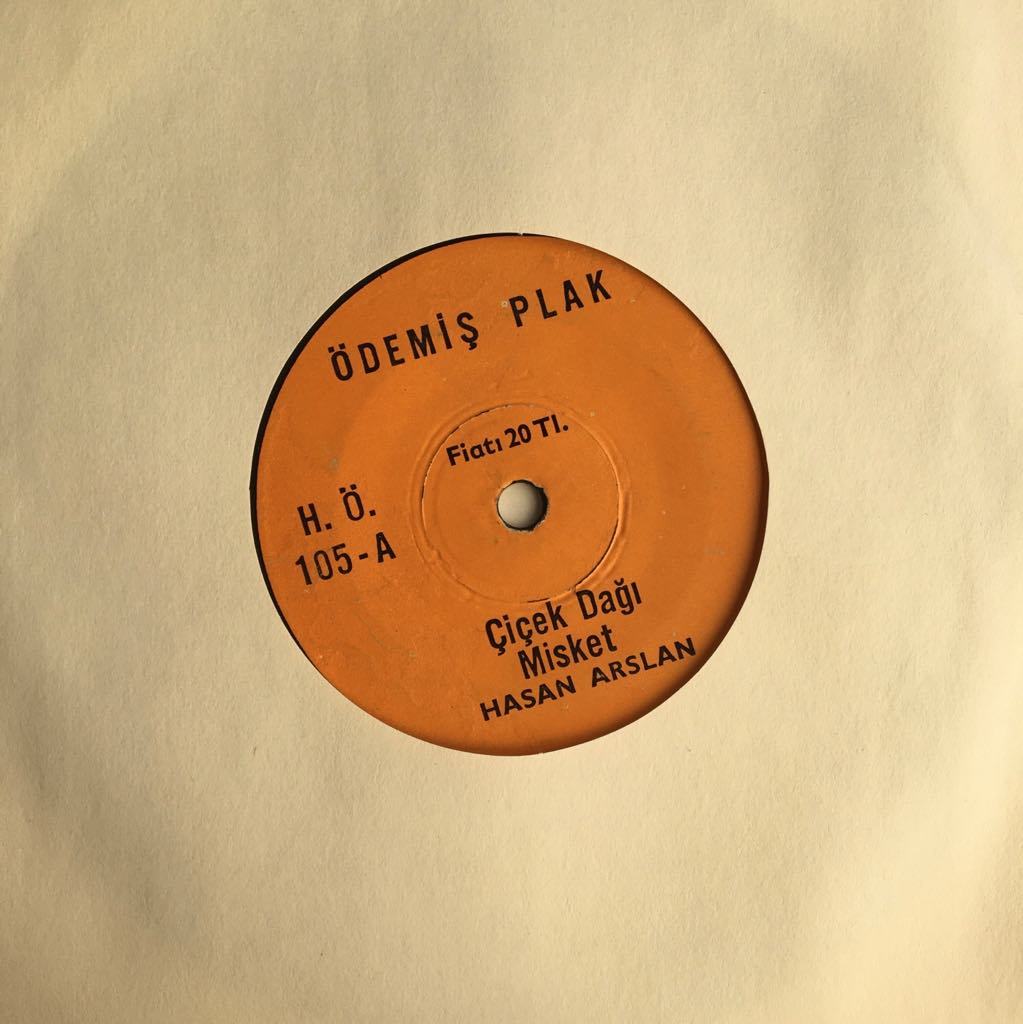 ÖDEMİŞ PLAK
Fiatı 20 Tl.
H. Ö.
105-A
Çiçek Dağı
Misket
HASAN ARSLAN